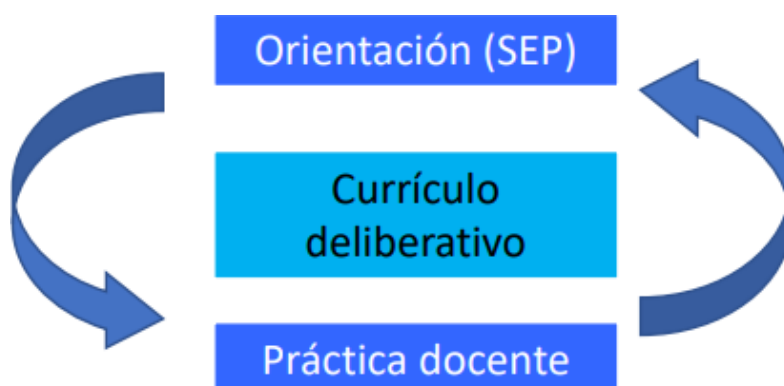 Orientación (SEP)
Currículo
deliberativo
Práctica docente